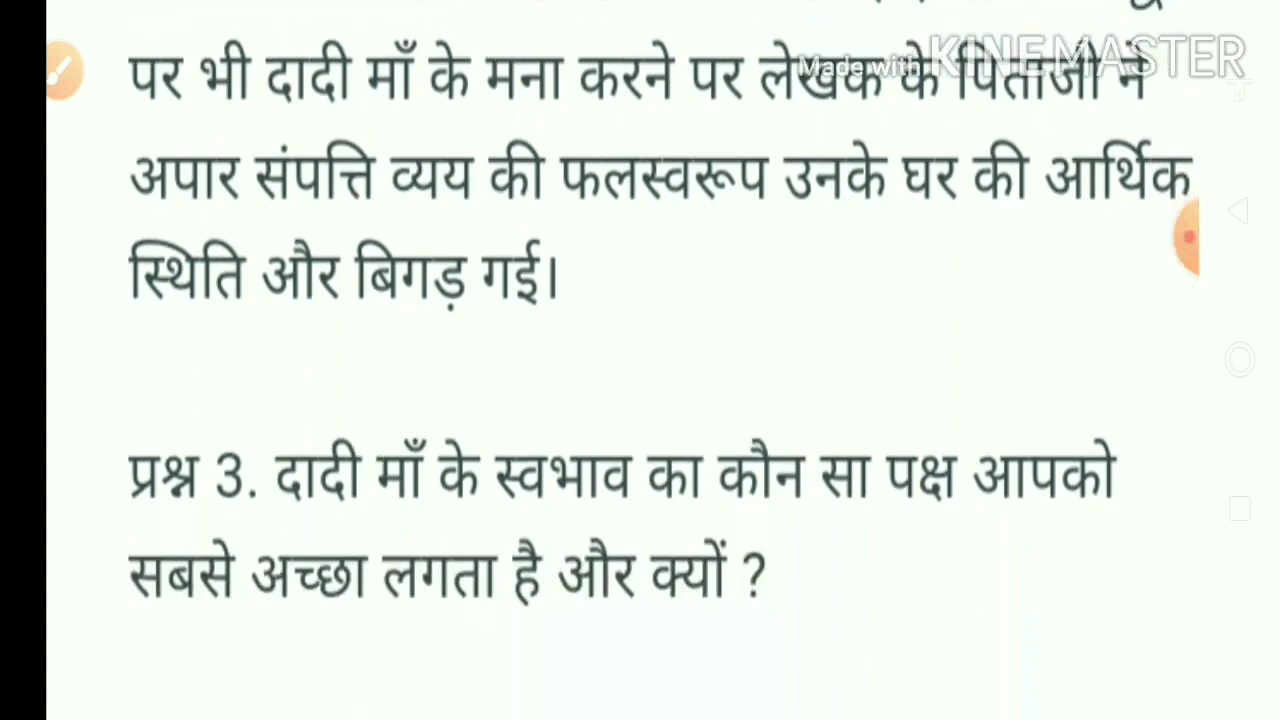 Made with KINEMASTER
पर भी दादी माँ के मना करने पर लेखक के पिताजी ने
अपार संपत्ति व्यय की फलस्वरूप उनके घर की आर्थिक
स्थिति और बिगड़ गई।
प्रश्न 3. दादी माँ के स्वभाव का कौन सा पक्ष आपको
सबसे अच्छा लगता है और क्यों ?